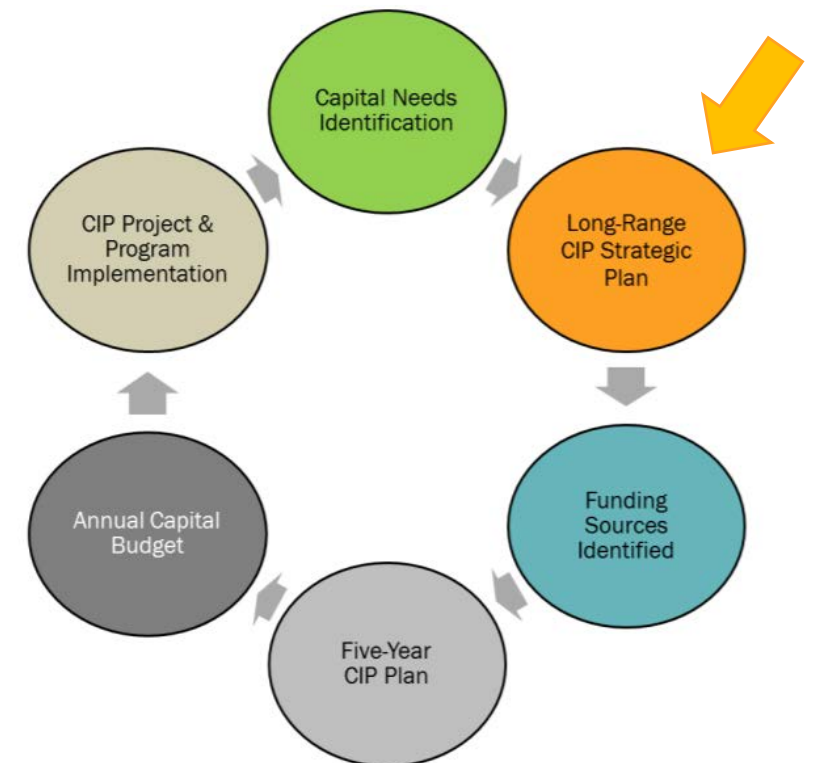 Capital Needs
Identification
Long-Range
CIP Strategic
Plan
Funding
Sources
Identified
Five-Year
CIP Plan
Annual Capital
Budget
CIP Project &
Program
Implementation